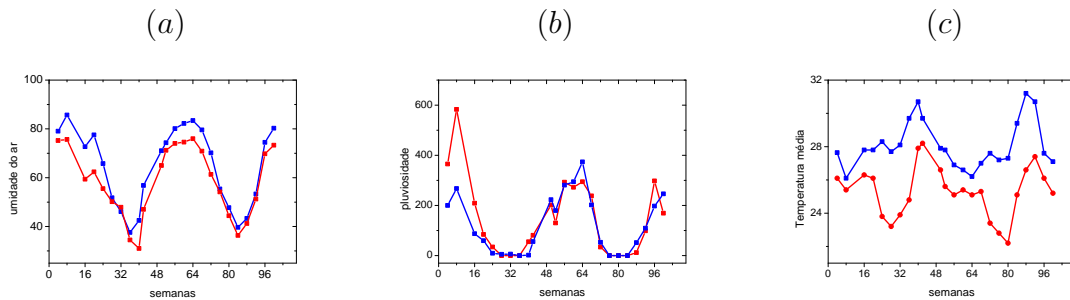 (a)
(b)
(c)
umidade do ar
100
80
60
40
0 16 32 48 64 80 96
semanas
pluviosidade
600
400
200
0
0 16 32 48 64 80 96
semanas
Temperatura média
32
28
24
0 16 32 48 64 80 96
semanas